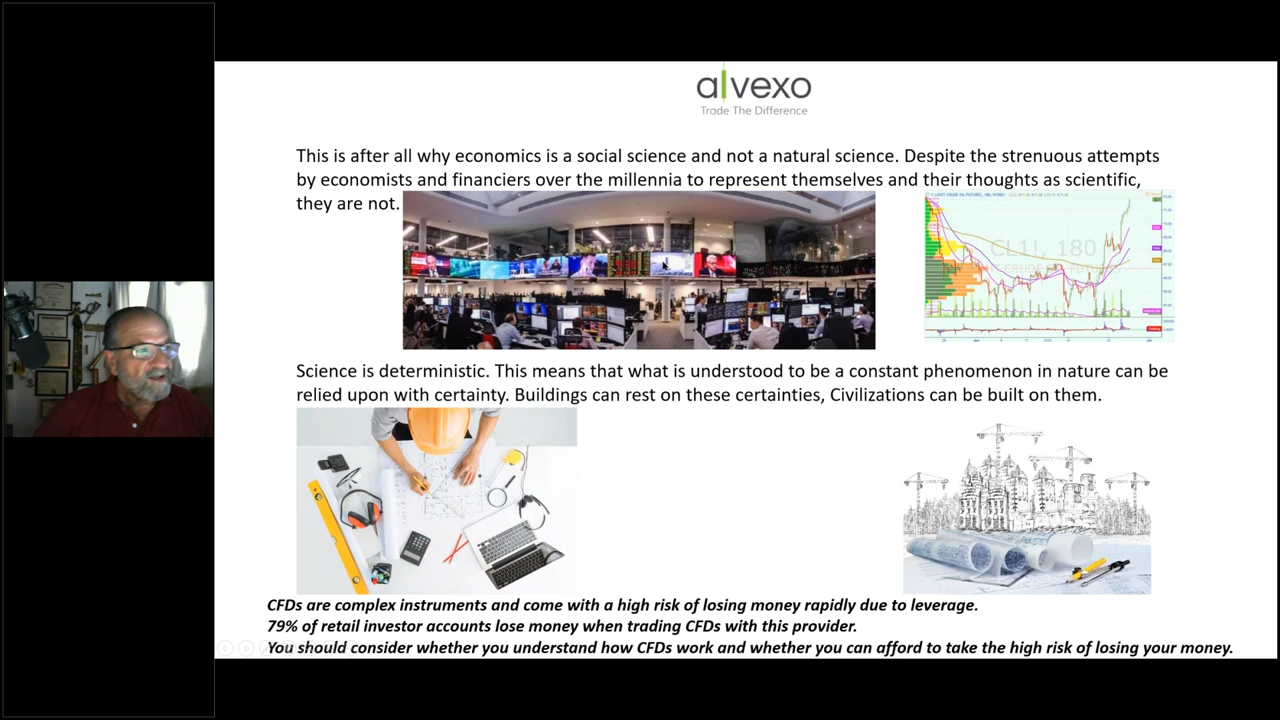 alvexo
Trade The Difference
This is after all why economics is a social science and not a natural science. Despite the strenuous attempts
by economists and financiers over the millennia to represent themselves and their thoughts as scientific,
they are not.
CL1!, 180
Science is deterministic. This means that what is understood to be a constant phenomenon in nature can be
relied upon with certainty. Buildings can rest on these certainties, Civilizations can be built on them.
CFDs are complex instruments and come with a high risk of losing money rapidly due to leverage.
79% of retail investor accounts lose money when trading CFDs with this provider.
You should consider whether you understand how CFDs work and whether you can afford to take the high risk of losing your money.